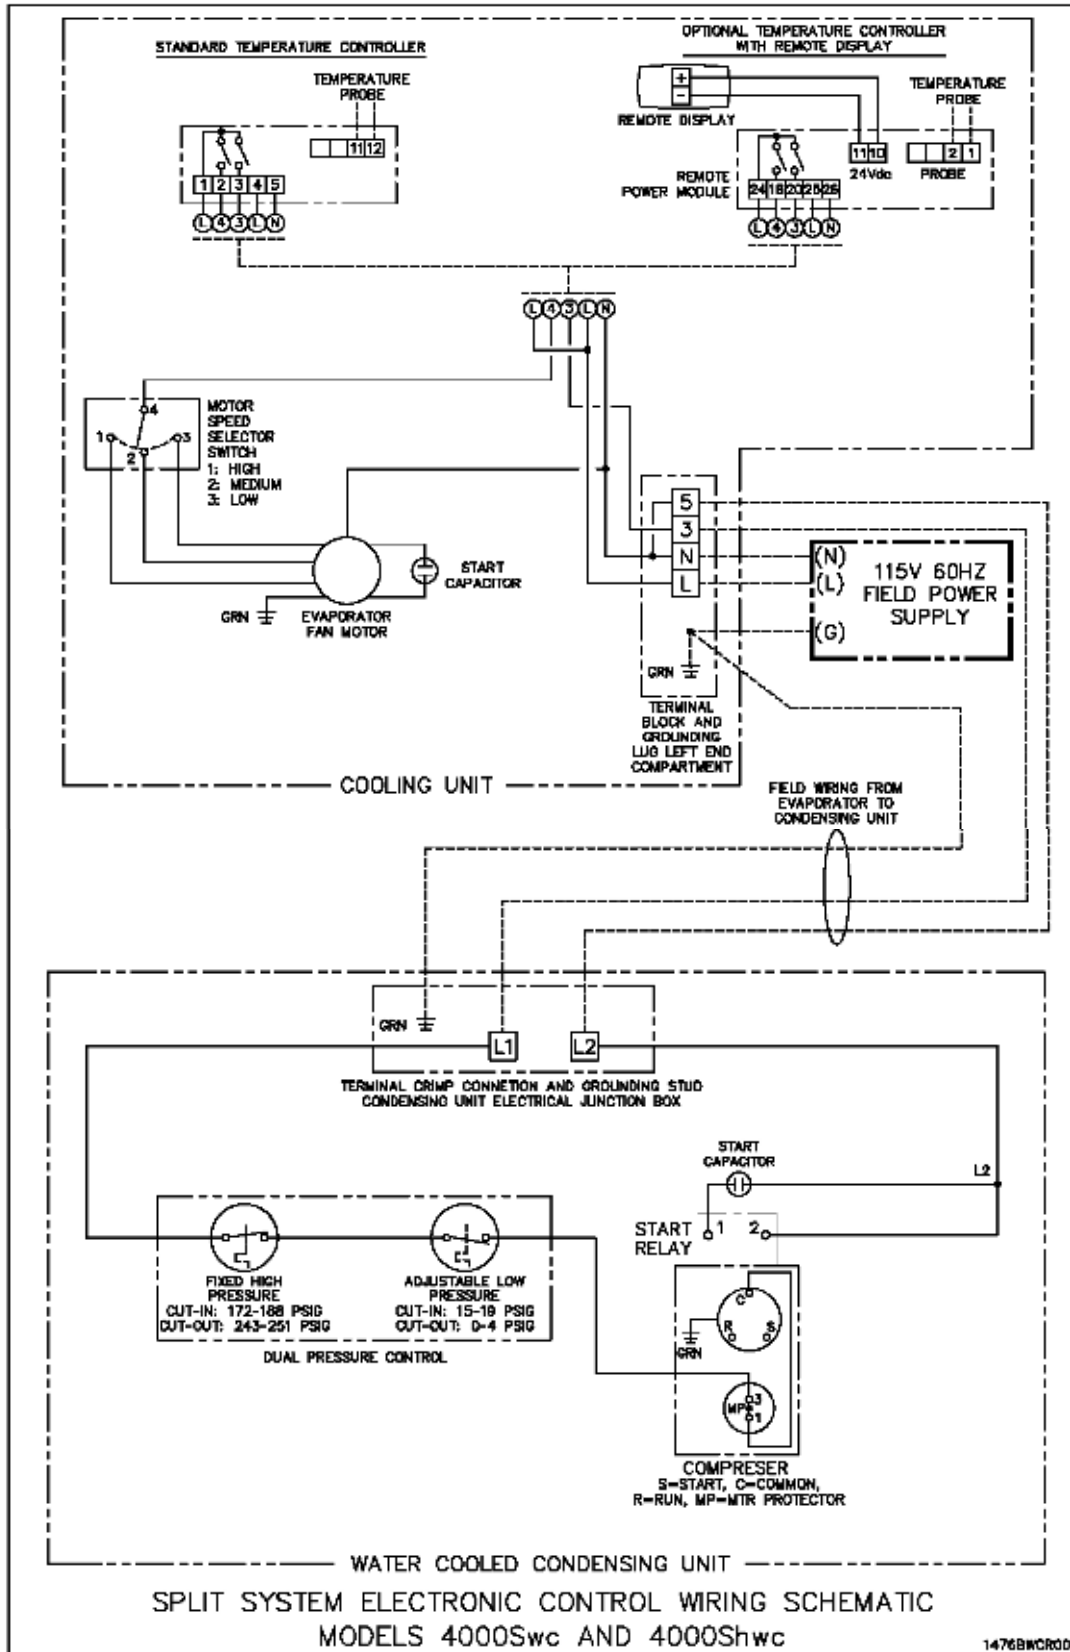 STANDARD TEMPERATURE CONTROLLER
TEMPERATURE
PROBE
11 12
1 2 3 4 5
L 4 3 L N
OPTIONAL TEMPERATURE CONTROLLER
WITH REMOTE DISPLAY
+
-
REMOTE DISPLAY
TEMPERATURE
PROBE
REMOTE
POWER MODULE
11 10
24Vdc
2 1
PROBE
24 18 20 25 26
L 4 3 L N
L 4 3 L N
4
1
2
3
MOTOR
SPEED
SELECTOR
SWITCH
1: HIGH
2: MEDIUM
3: LOW
GRN
EVAPORATOR
FAN MOTOR
START
CAPACITOR
5
3
N
L
GRN
TERMINAL
BLOCK AND
GROUNDING
LUG LEFT END
COMPARTMENT
(N)
(L)
(G)
115V 60HZ
FIELD POWER
SUPPLY
COOLING UNIT
FIELD WIRING FROM
EVAPORATOR TO
CONDENSING UNIT
GRN
L1
L2
TERMINAL CRIMP CONNETION AND GROUNDING STUD
CONDENSING UNIT ELECTRICAL JUNCTION BOX
START
CAPACITOR
L2
START
RELAY
1 2
FIXED HIGH
PRESSURE
CUT-IN: 172-188 PSIG
CUT-OUT: 243-251 PSIG
ADJUSTABLE LOW
PRESSURE
CUT-IN: 15-19 PSIG
CUT-OUT: 0-4 PSIG
DUAL PRESSURE CONTROL
C
R S
GRN
MP
3
1
COMPRESER
S-START, C-COMMON,
R-RUN, MP-MTR PROTECTOR
WATER COOLED CONDENSING UNIT
SPLIT SYSTEM ELECTRONIC CONTROL WIRING SCHEMATIC
MODELS 4000Swc AND 4000Shwc